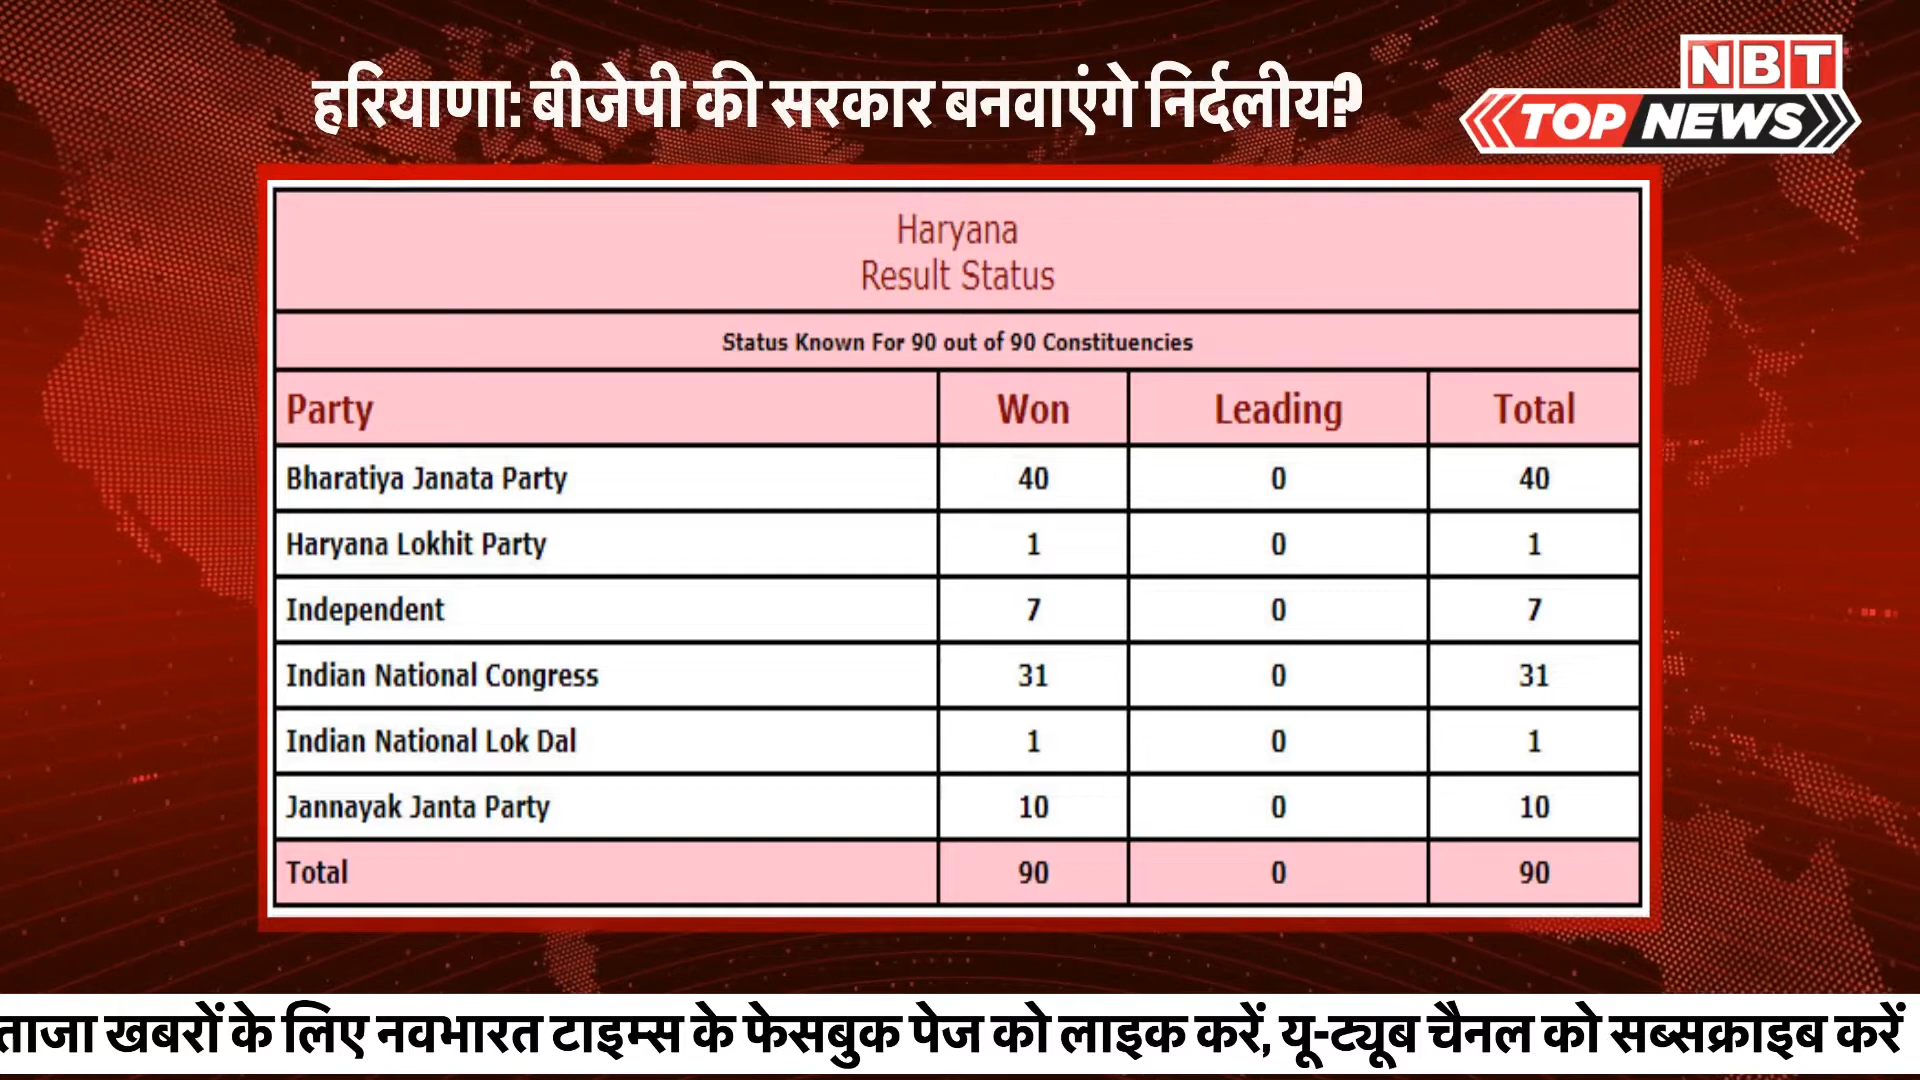 हरियाणा: बीजेपी की सरकार बनवाएंगे निर्दलीय?
NBT
TOP NEWS
Haryana
Result Status
Status Known For 90 out of 90 Constituencies
Party Won Leading Total
Bharatiya Janata Party 40 0 40
Haryana Lokhit Party 1 0 1
Independent 7 0 7
Indian National Congress 31 0 31
Indian National Lok Dal 1 0 1
Jannayak Janta Party 10 0 10
Total 90 0 90
ताजा खबरों के लिए नवभारत टाइम्स के फेसबुक पेज को लाइक करें, यू-ट्यूब चैनल को सब्सक्राइब करें